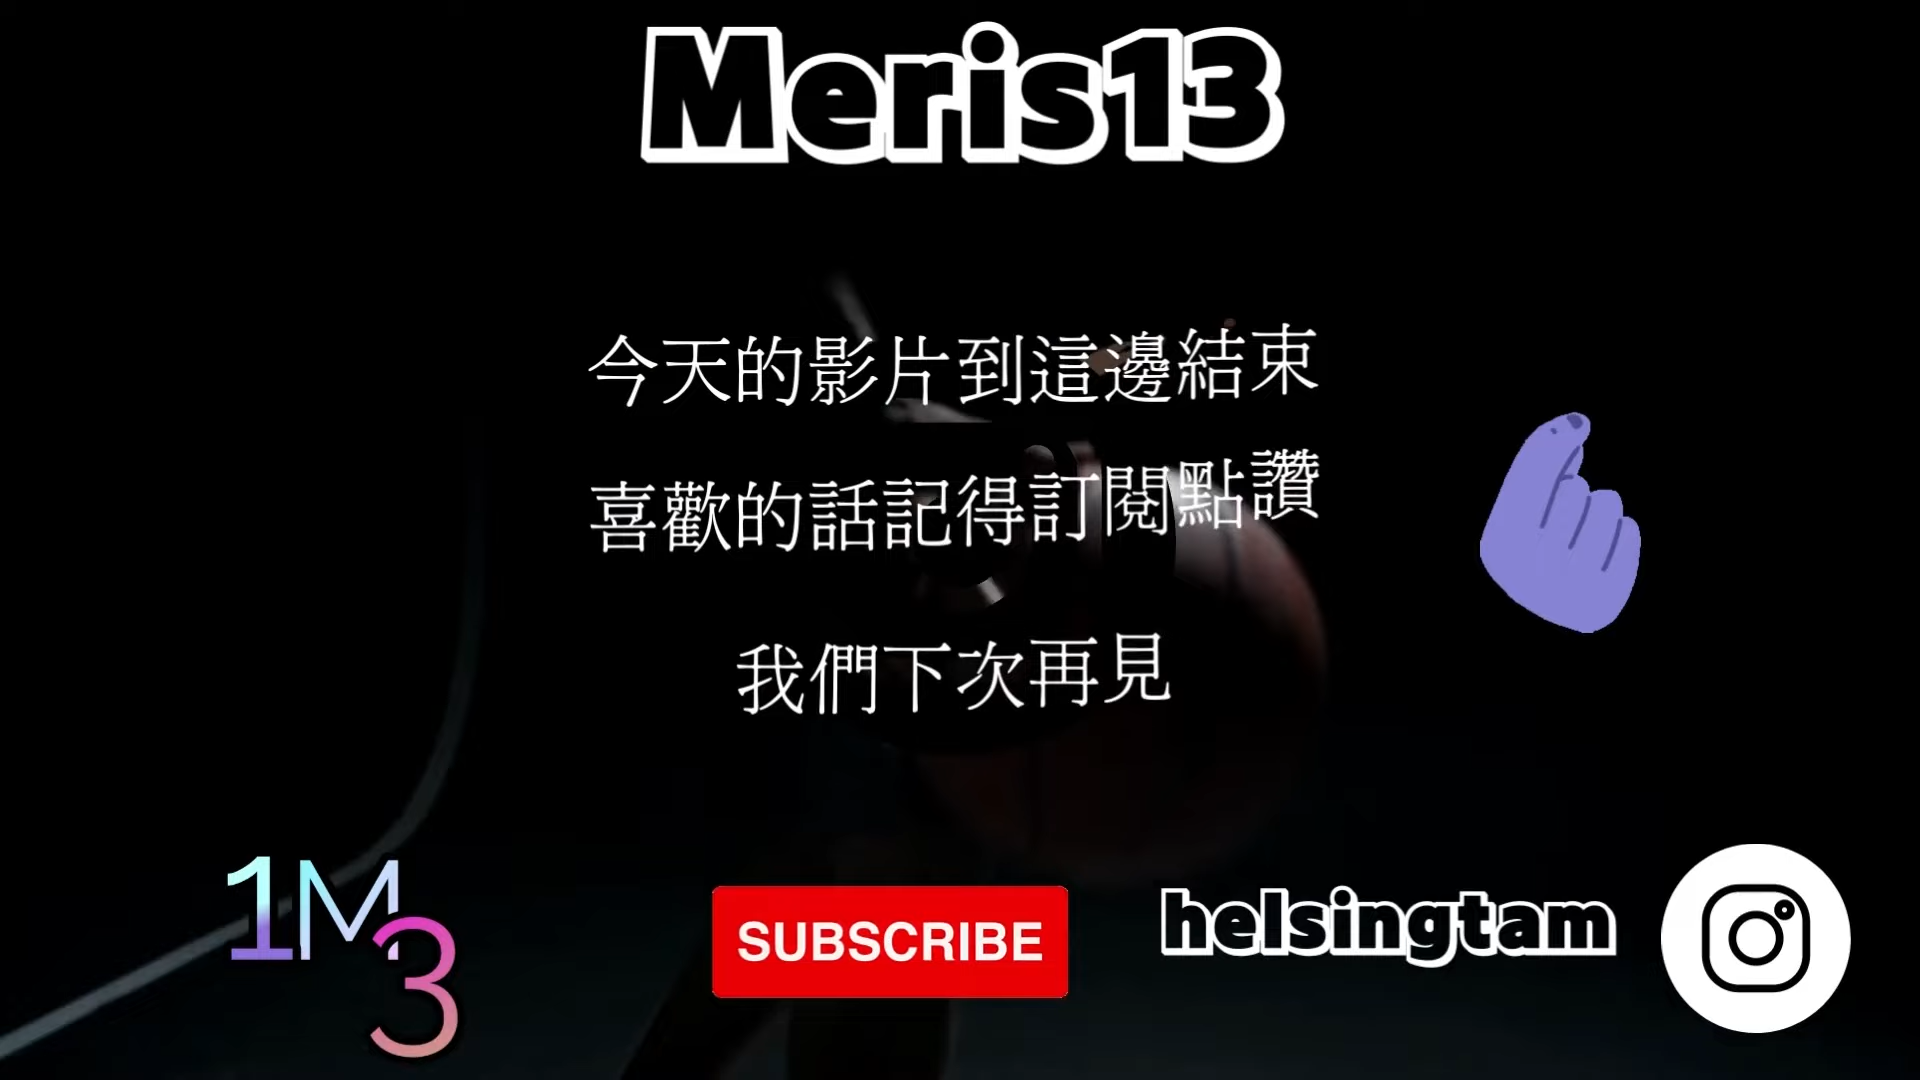 Meris13
今天的影片到這邊結束
喜歡的話記得訂閱點讚
我們下次再見
1M3
SUBSCRIBE
helsingtam